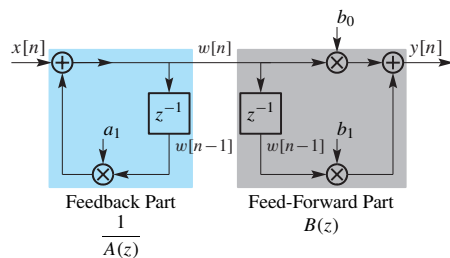 b₀
x[n] w[n] y[n]
z⁻¹ z⁻¹
a₁ w[n−1] w[n−1] b₁
Feedback Part Feed-Forward Part
1 / A(z) B(z)